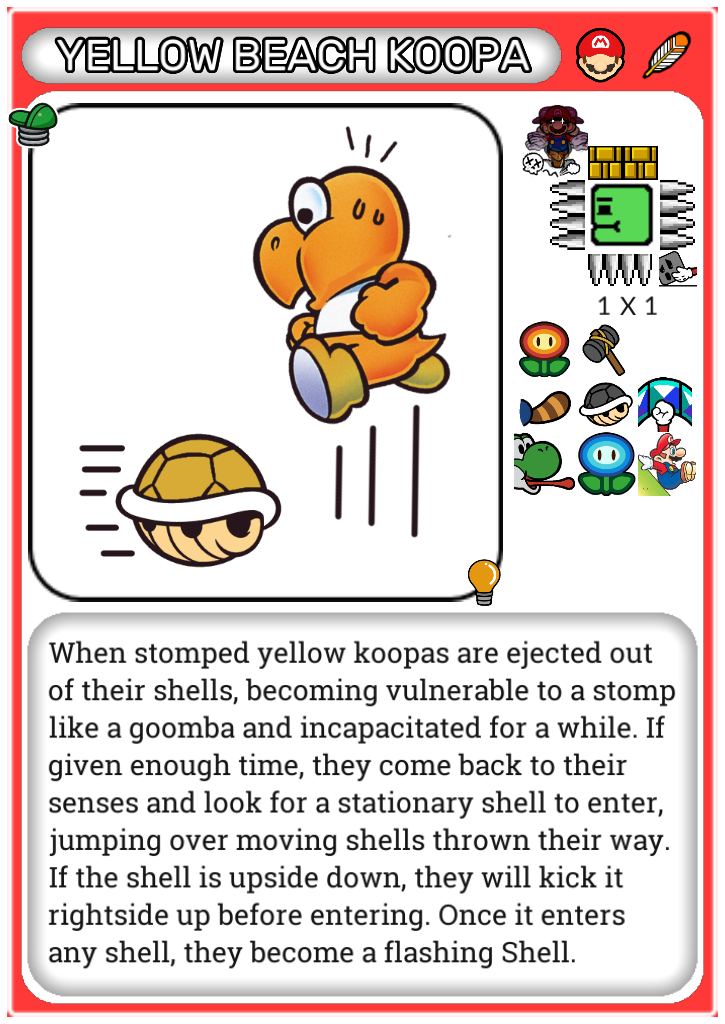 YELLOW BEACH KOOPA
1 X 1
When stomped yellow koopas are ejected out
of their shells, becoming vulnerable to a stomp
like a goomba and incapacitated for a while. If
given enough time, they come back to their
senses and look for a stationary shell to enter,
jumping over moving shells thrown their way.
If the shell is upside down, they will kick it
rightside up before entering. Once it enters
any shell, they become a flashing Shell.